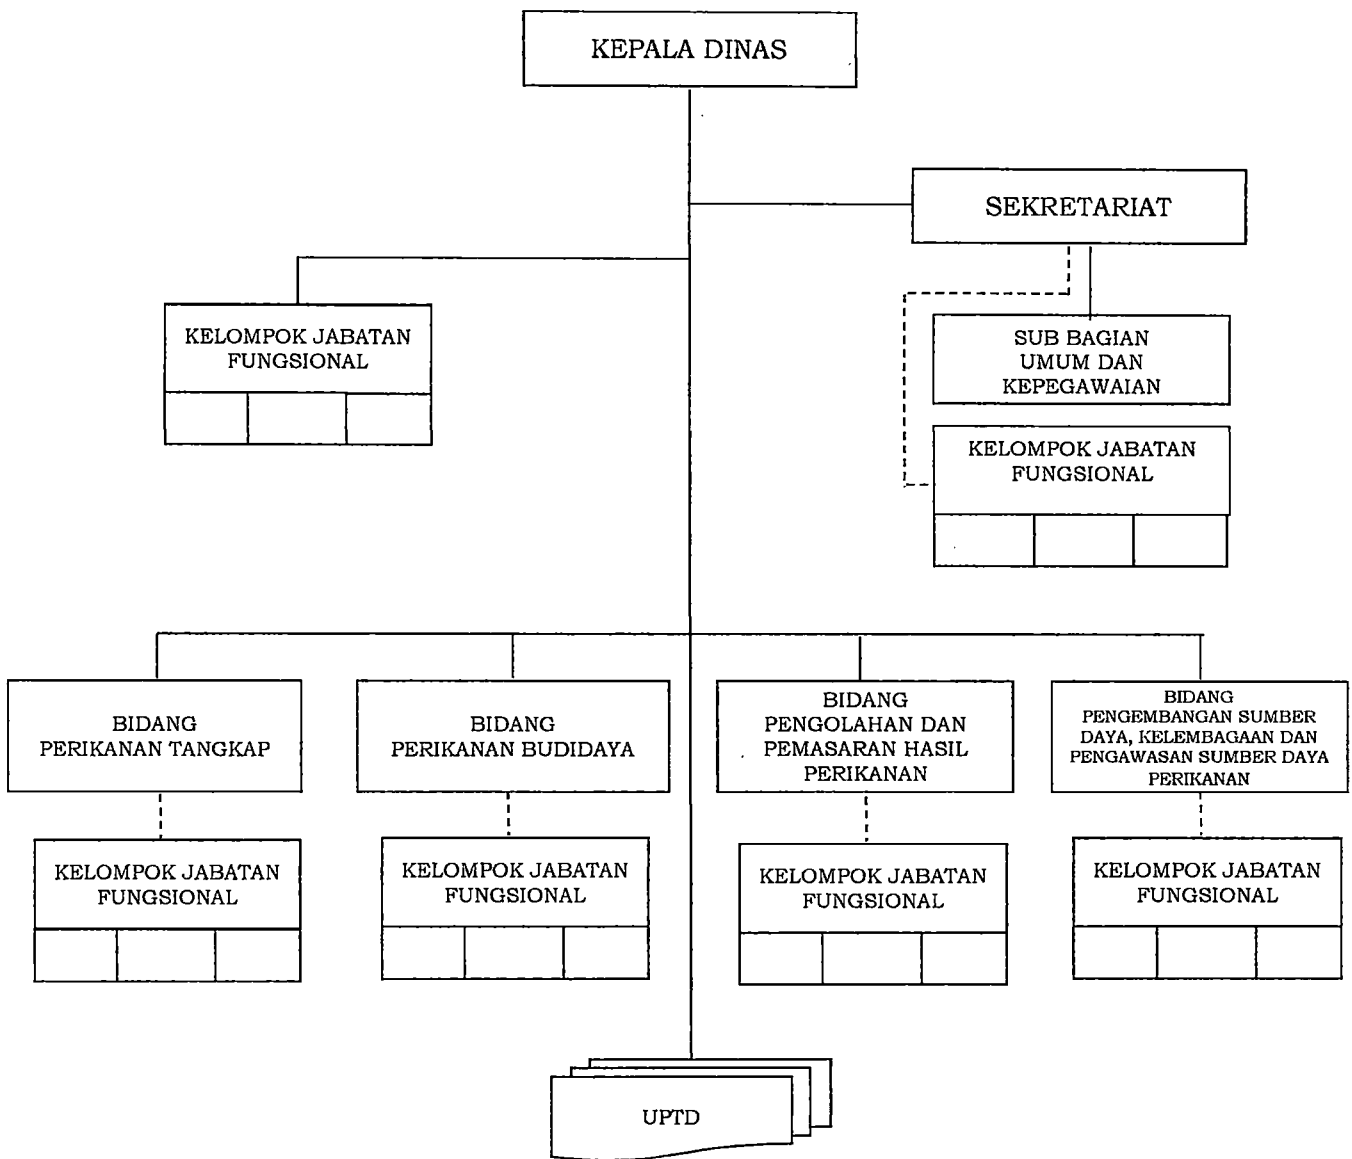 KEPALA DINAS
SEKRETARIAT
KELOMPOK JABATAN
FUNGSIONAL
SUB BAGIAN
UMUM DAN
KEPEGAWAIAN
KELOMPOK JABATAN
FUNGSIONAL
BIDANG
PERIKANAN TANGKAP
BIDANG
PERIKANAN BUDIDAYA
BIDANG
PENGOLAHAN DAN
PEMASARAN HASIL
PERIKANAN
BIDANG
PENGEMBANGAN SUMBER
DAYA, KELEMBAGAAN DAN
PENGAWASAN SUMBER DAYA
PERIKANAN
KELOMPOK JABATAN
FUNGSIONAL
KELOMPOK JABATAN
FUNGSIONAL
KELOMPOK JABATAN
FUNGSIONAL
KELOMPOK JABATAN
FUNGSIONAL
UPTD